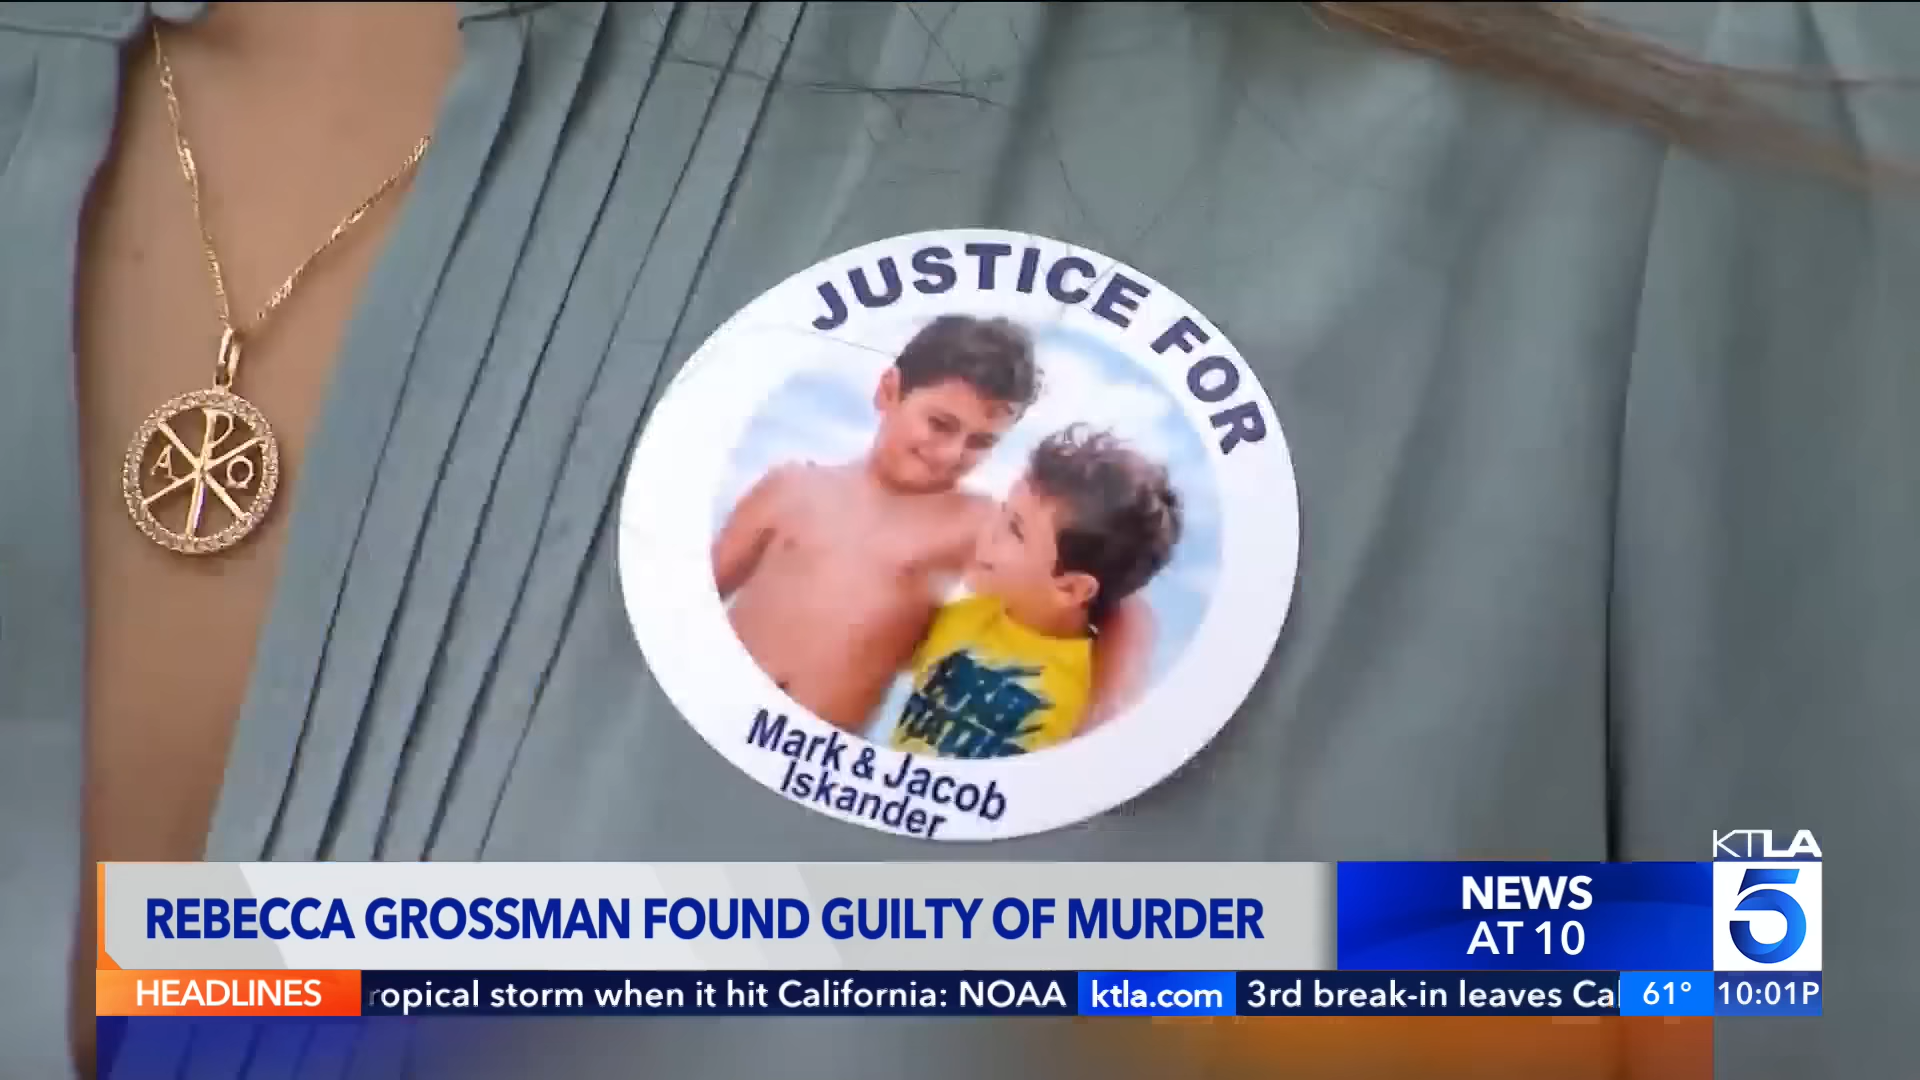 JUSTICE FOR
Mark & Jacob
Iskander
Α Ω
REBECCA GROSSMAN FOUND GUILTY OF MURDER
NEWS
AT 10
KTLA
5
HEADLINES
ropical storm when it hit California: NOAA ktla.com 3rd break-in leaves Cal 61° 10:01P